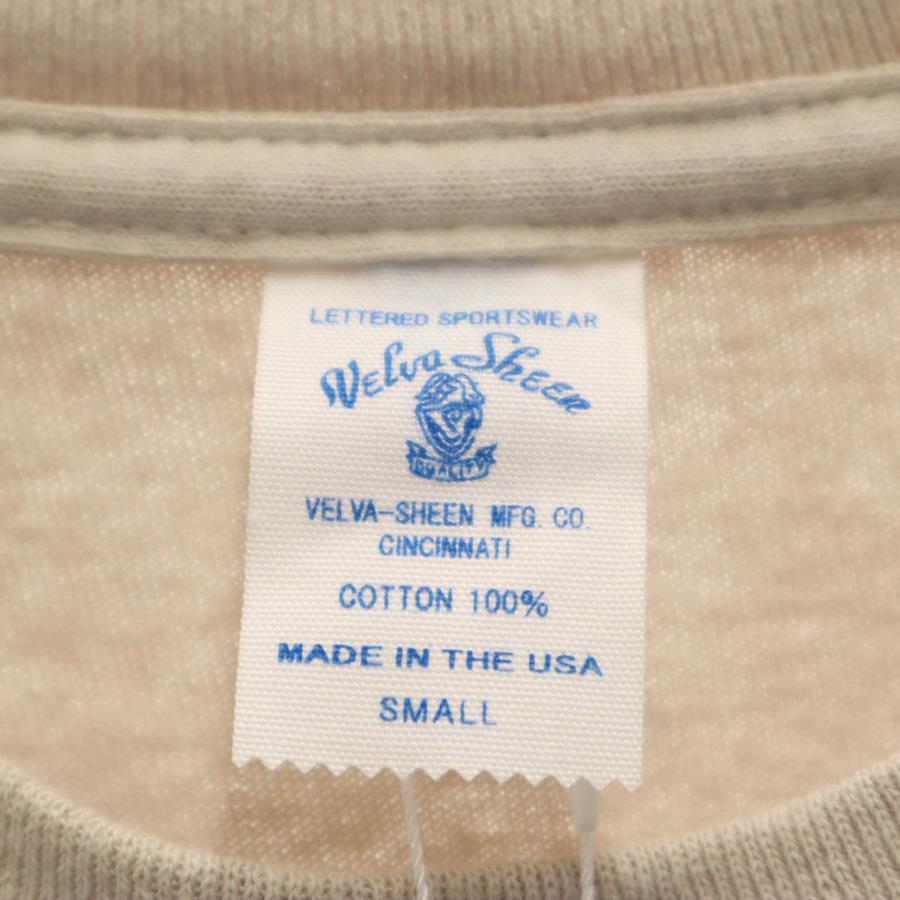 LETTERED SPORTSWEAR
Velva Sheen
QUALITY
VELVA-SHEEN MFG. CO.
CINCINNATI
COTTON 100%
MADE IN THE USA
SMALL